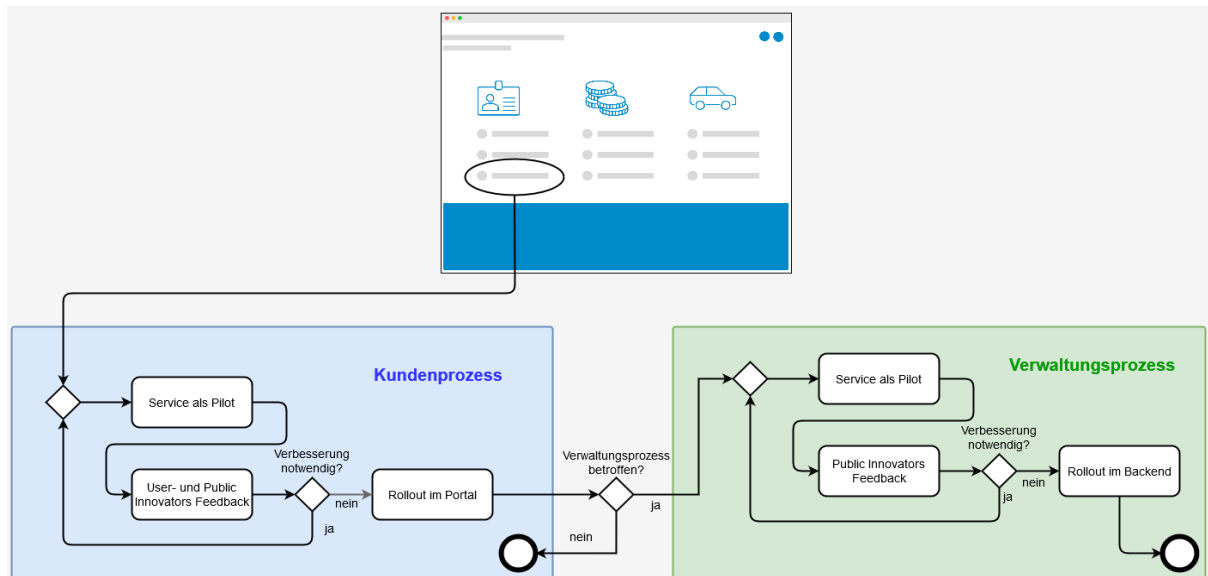 Kundenprozess
Service als Pilot
Verbesserung
notwendig?
User- und Public
Innovators Feedback
nein
ja
Rollout im Portal
Verwaltungsprozess
betroffen?
ja
nein
Verwaltungsprozess
Service als Pilot
Verbesserung
notwendig?
Public Innovators
Feedback
nein
ja
Rollout im Backend